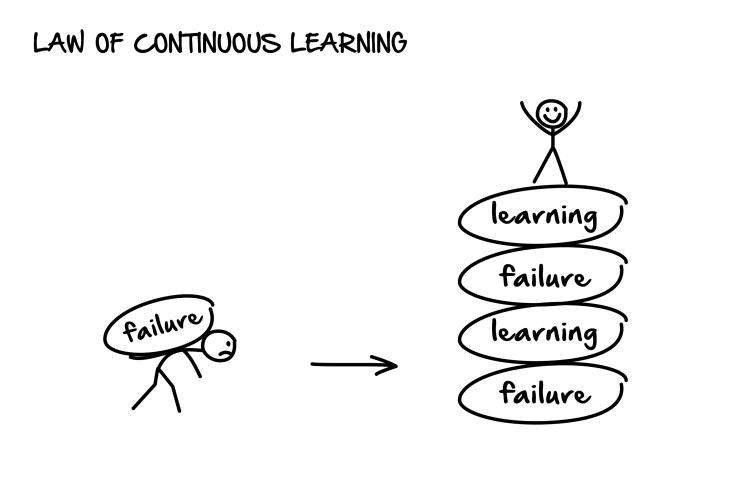 LAW OF CONTINUOUS LEARNING
learning
failure
learning
failure
failure